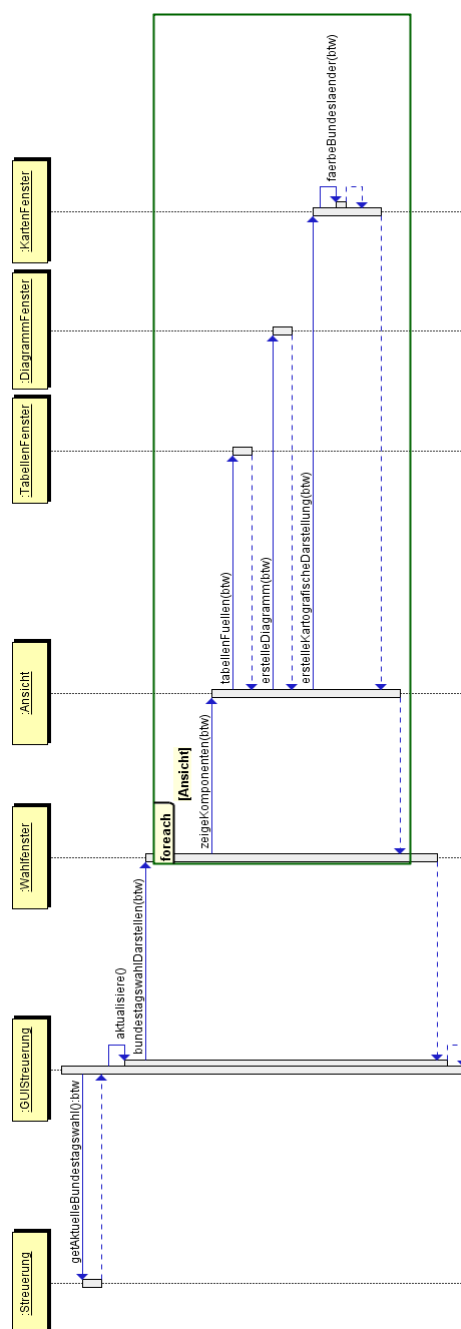 :Streuerung
:GUIStreuerung
:Wahlfenster
:Ansicht
:TabellenFenster
:DiagrammFenster
:KartenFenster
getAktuelleBundestagswahl():btw
aktualisiere()
bundestagswahlDarstellen(btw)
foreach
[Ansicht]
zeigeKomponenten(btw)
tabellenFuellen(btw)
erstelleDiagramm(btw)
erstelleKartografischeDarstellung(btw)
faerbeBundeslaender(btw)